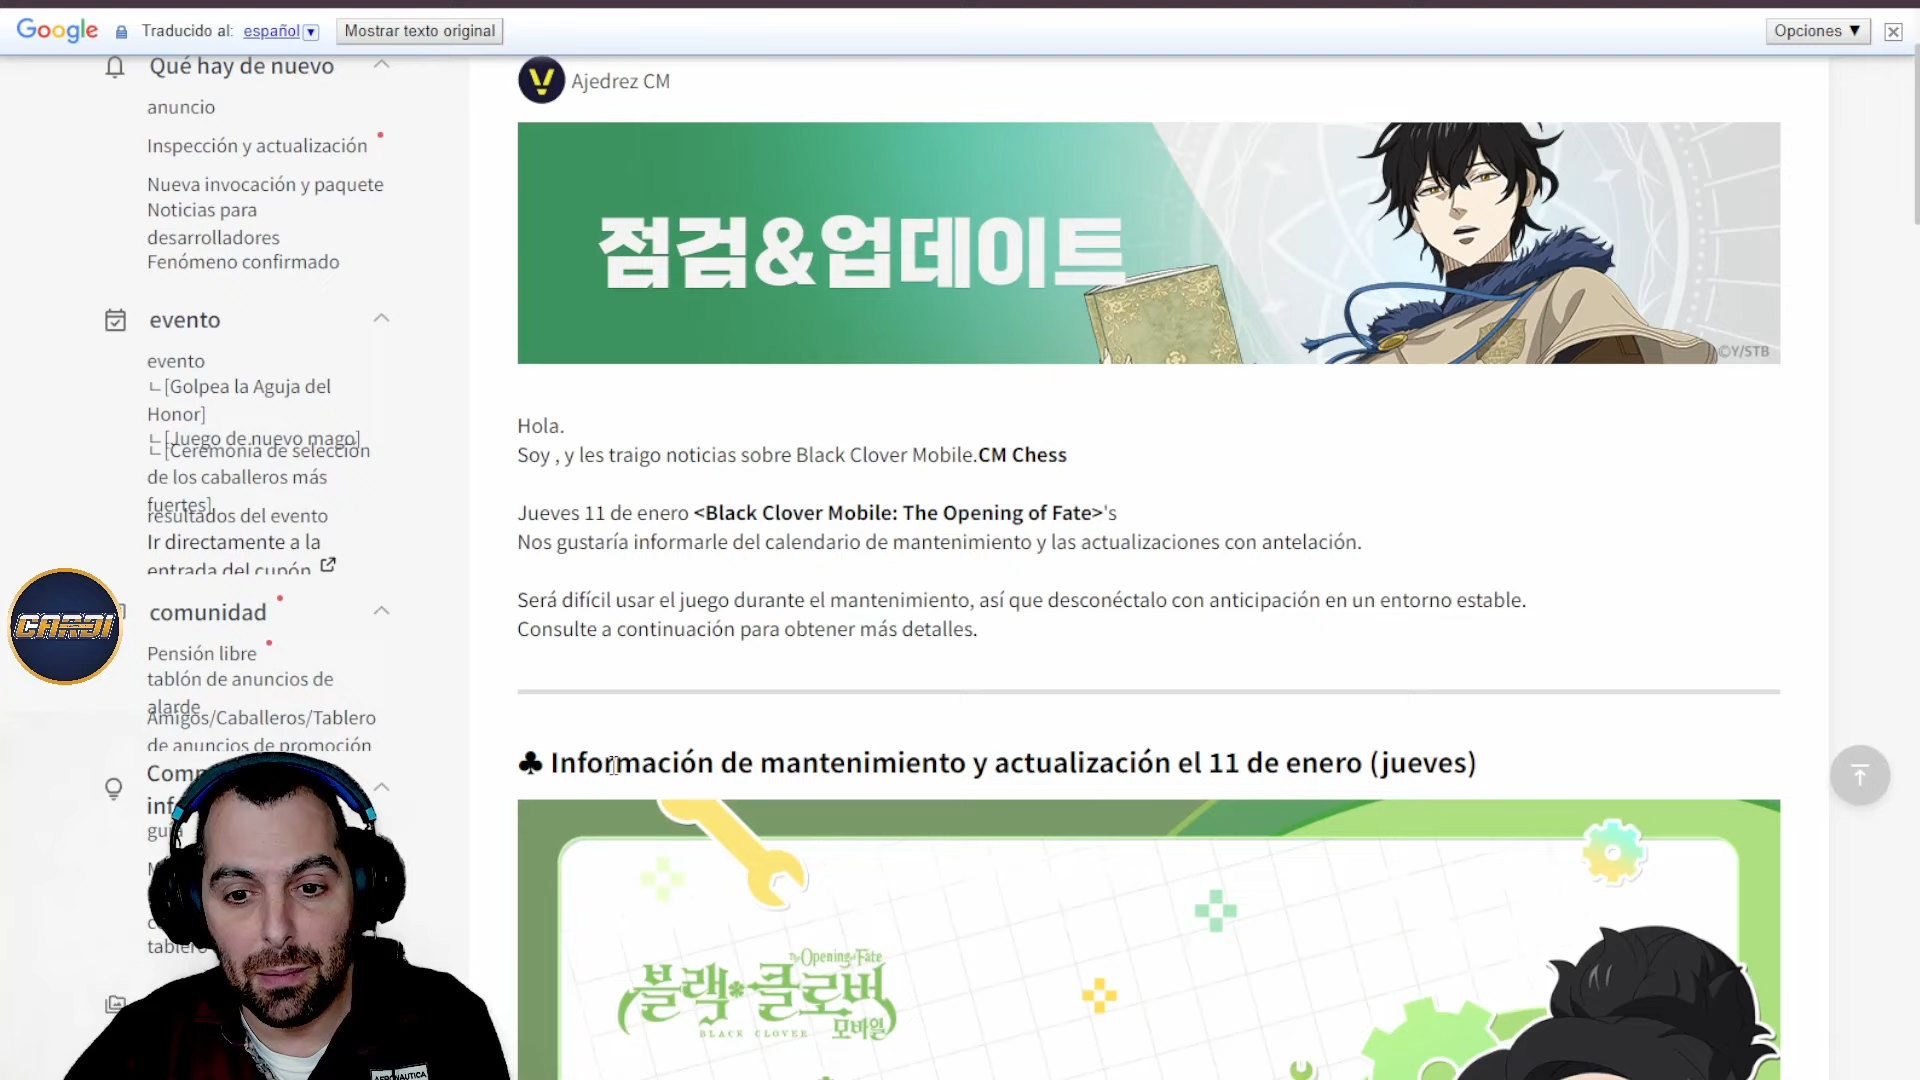 Google Traducido al: español ▼ Mostrar texto original Opciones ▼
Qué hay de nuevo
anuncio
Inspección y actualización
Nueva invocación y paquete
Noticias para
desarrolladores
Fenómeno confirmado
evento
evento
ㄴ[Golpea la Aguja del
Honor]
ㄴ[Juego de nuevo mago]
ㄴ[Ceremonia de selección
de los caballeros más
fuertes]
resultados del evento
Ir directamente a la
entrada del cupón
CARDI
comunidad
Pensión libre
tablón de anuncios de
alarde
Amigos/Caballeros/Tablero
de anuncios de promoción
Ajedrez CM
점검&업데이트
©Y/STB
Hola.
Soy , y les traigo noticias sobre Black Clover Mobile.CM Chess
Jueves 11 de enero <Black Clover Mobile: The Opening of Fate>'s
Nos gustaría informarle del calendario de mantenimiento y las actualizaciones con antelación.
Será difícil usar el juego durante el mantenimiento, así que desconéctalo con anticipación en un entorno estable.
Consulte a continuación para obtener más detalles.
♣ Información de mantenimiento y actualización el 11 de enero (jueves)
The Opening of Fate
블랙클로버
BLACK CLOVER 모바일
AERONAUTICA